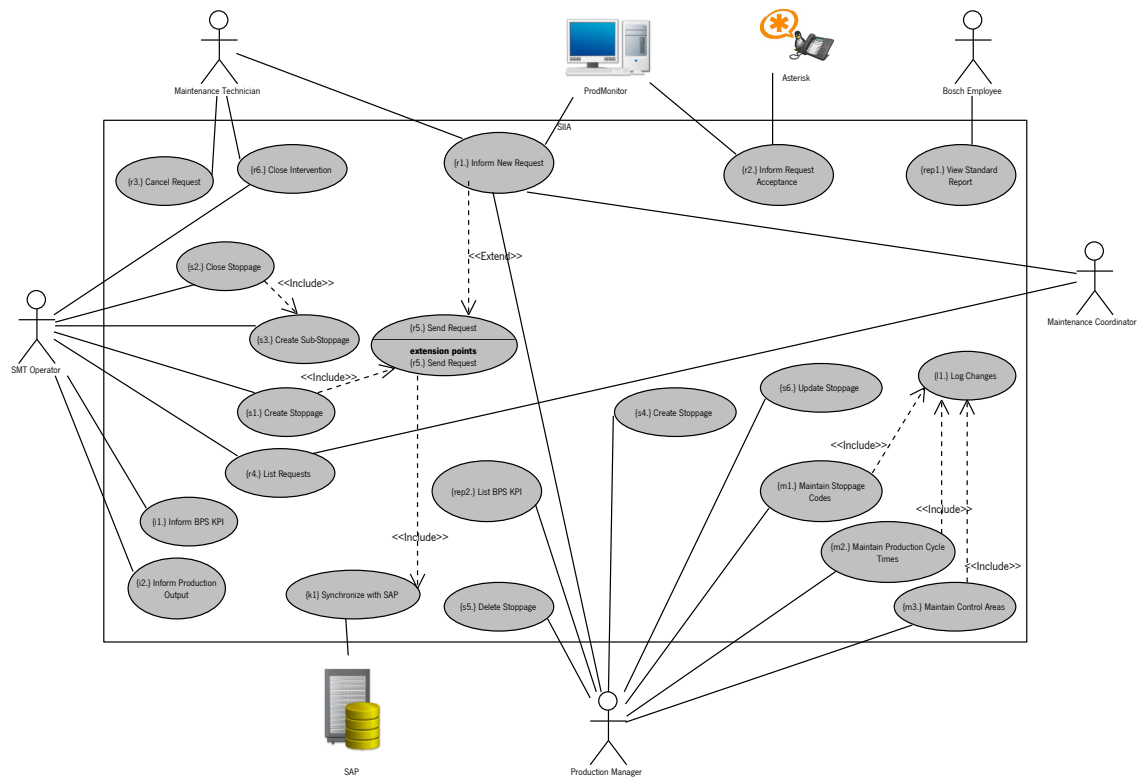 Maintenance Technician
ProdMonitor
Asterisk
Bosch Employee
SIIA
{r3.} Cancel Request
{r6.} Close Intervention
{r1.} Inform New Request
{r2.} Inform Request
Acceptance
{rep1.} View Standard
Report
<<Extend>>
{s2.} Close Stoppage
<<Include>>
SMT Operator
Maintenance Coordinator
{s3.} Create Sub-Stoppage
{r5.} Send Request
extension points
{r5.} Send Request
<<Include>>
{s1.} Create Stoppage
{s4.} Create Stoppage
{s6.} Update Stoppage
{l1.} Log Changes
<<Include>>
{r4.} List Requests
{rep2.} List BPS KPI
{m1.} Maintain Stoppage
Codes
<<Include>>
{i1.} Inform BPS KPI
<<Include>>
{m2.} Maintain Production Cycle
Times
<<Include>>
{i2.} Inform Production
Output
{k1} Synchronize with SAP
{s5.} Delete Stoppage
{m3.} Maintain Control Areas
SAP
Production Manager